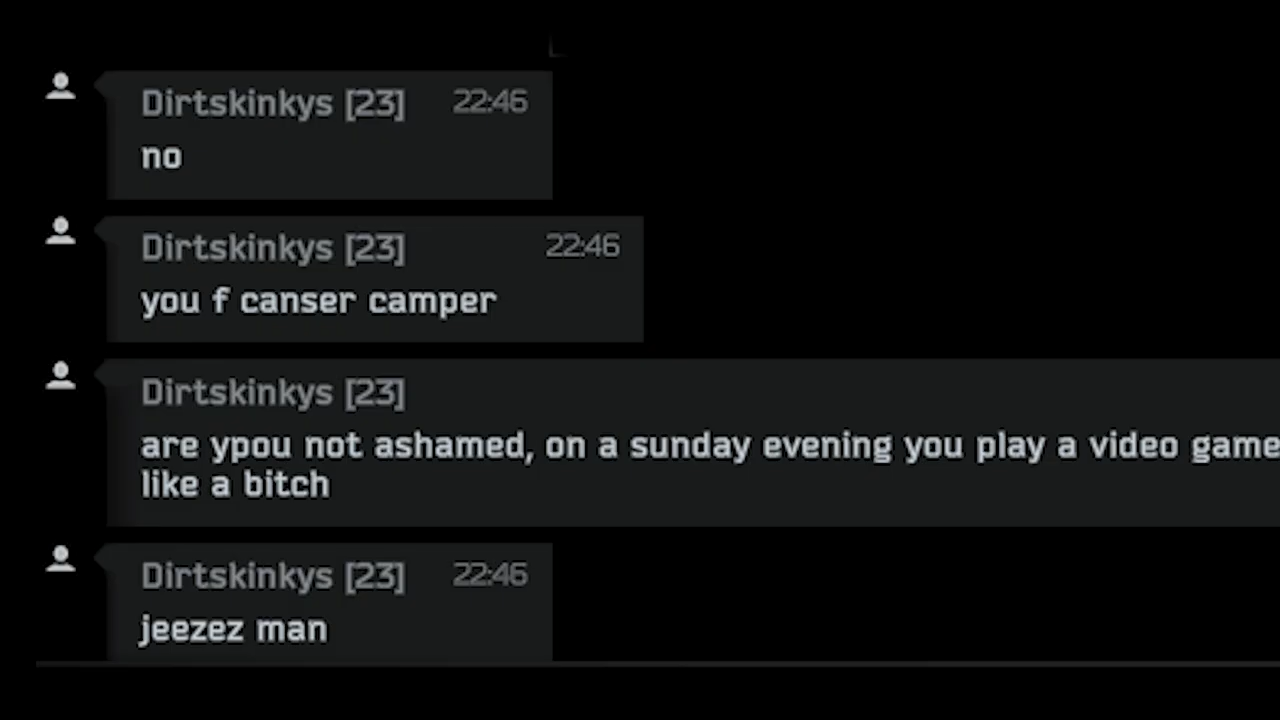 Dirtskinkys [23] 22:46
no
Dirtskinkys [23] 22:46
you f canser camper
Dirtskinkys [23]
are ypou not ashamed, on a sunday evening you play a video game
like a bitch
Dirtskinkys [23] 22:46
jeezez man